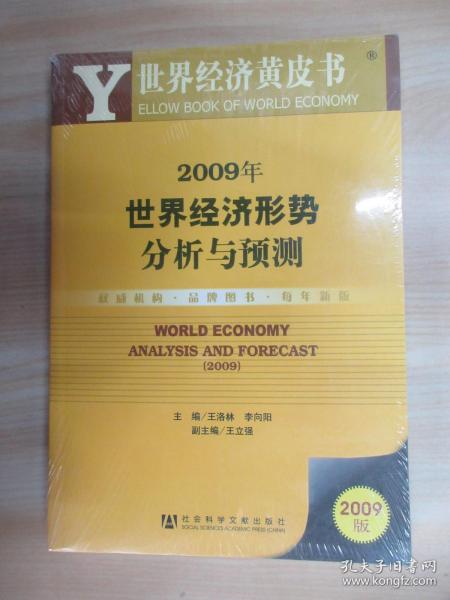 Y世界经济黄皮书®
ELLOW BOOK OF WORLD ECONOMY
2009年
世界经济形势
分析与预测
权威机构·品牌图书·每年新版
WORLD ECONOMY
ANALYSIS AND FORECAST
(2009)
主 编/王洛林 李向阳
副主编/王立强
社会科学文献出版社
SOCIAL SCIENCES ACADEMIC PRESS (CHINA)
2009
版
孔夫子旧书网
www.kongfz.com